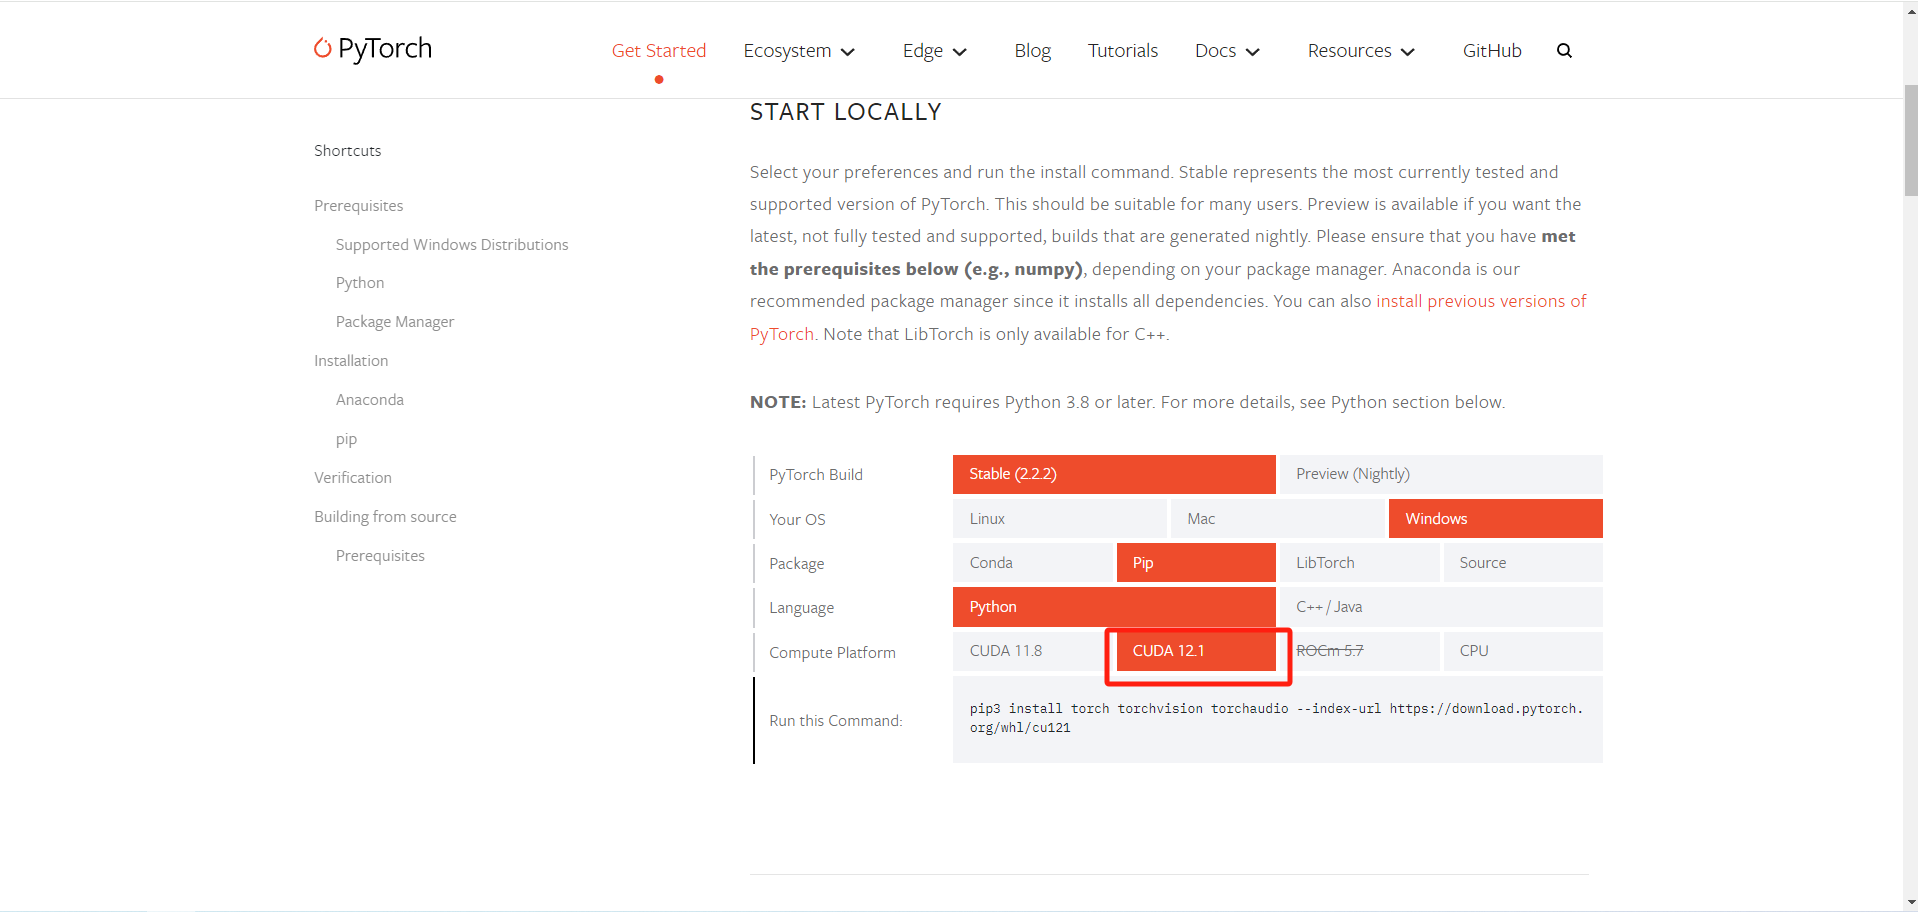 PyTorch
Get Started Ecosystem Edge Blog Tutorials Docs Resources GitHub
START LOCALLY
Shortcuts
Prerequisites
Supported Windows Distributions
Python
Package Manager
Installation
Anaconda
pip
Verification
Building from source
Prerequisites
Select your preferences and run the install command. Stable represents the most currently tested and
supported version of PyTorch. This should be suitable for many users. Preview is available if you want the
latest, not fully tested and supported, builds that are generated nightly. Please ensure that you have met
the prerequisites below (e.g., numpy), depending on your package manager. Anaconda is our
recommended package manager since it installs all dependencies. You can also install previous versions of
PyTorch. Note that LibTorch is only available for C++.
NOTE: Latest PyTorch requires Python 3.8 or later. For more details, see Python section below.
PyTorch Build Stable (2.2.2) Preview (Nightly)
Your OS Linux Mac Windows
Package Conda Pip LibTorch Source
Language Python C++ / Java
Compute Platform CUDA 11.8 CUDA 12.1 ROCm 5.7 CPU
Run this Command: pip3 install torch torchvision torchaudio --index-url https://download.pytorch.
org/whl/cu121